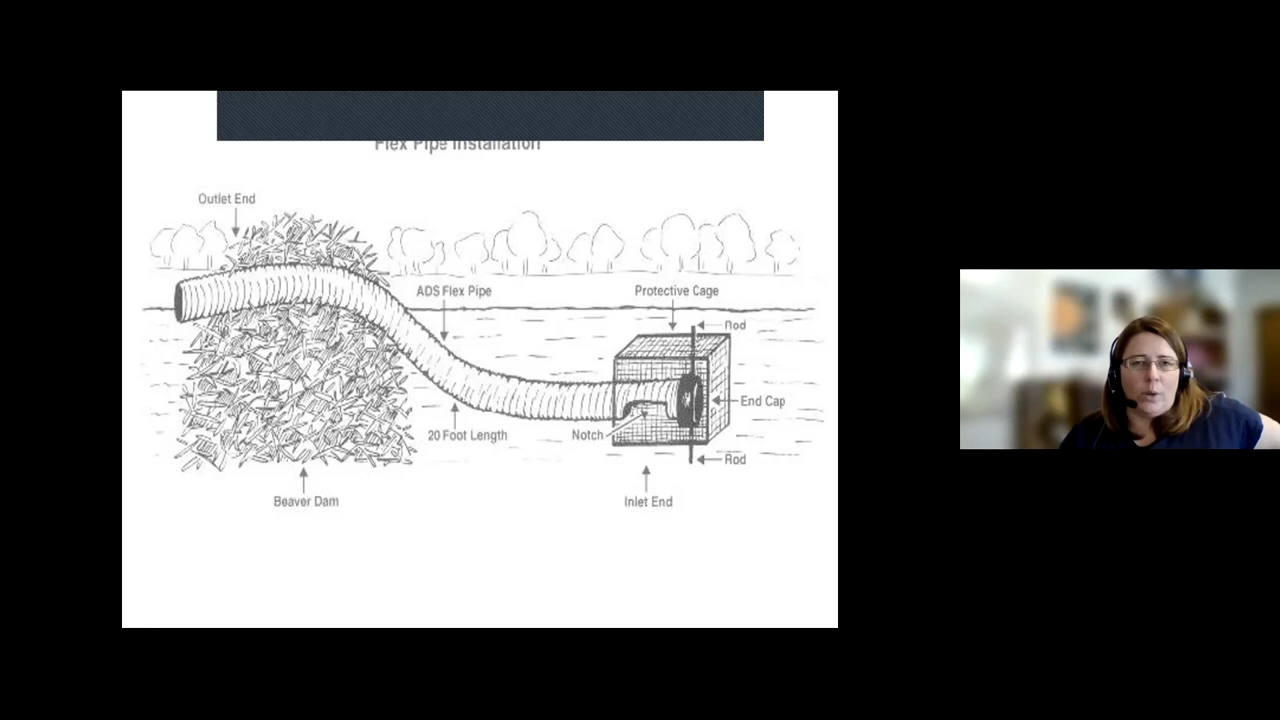 Flex Pipe Installation
Outlet End
ADS Flex Pipe
Protective Cage
Rod
End Cap
20 Foot Length
Notch
Rod
Beaver Dam
Inlet End